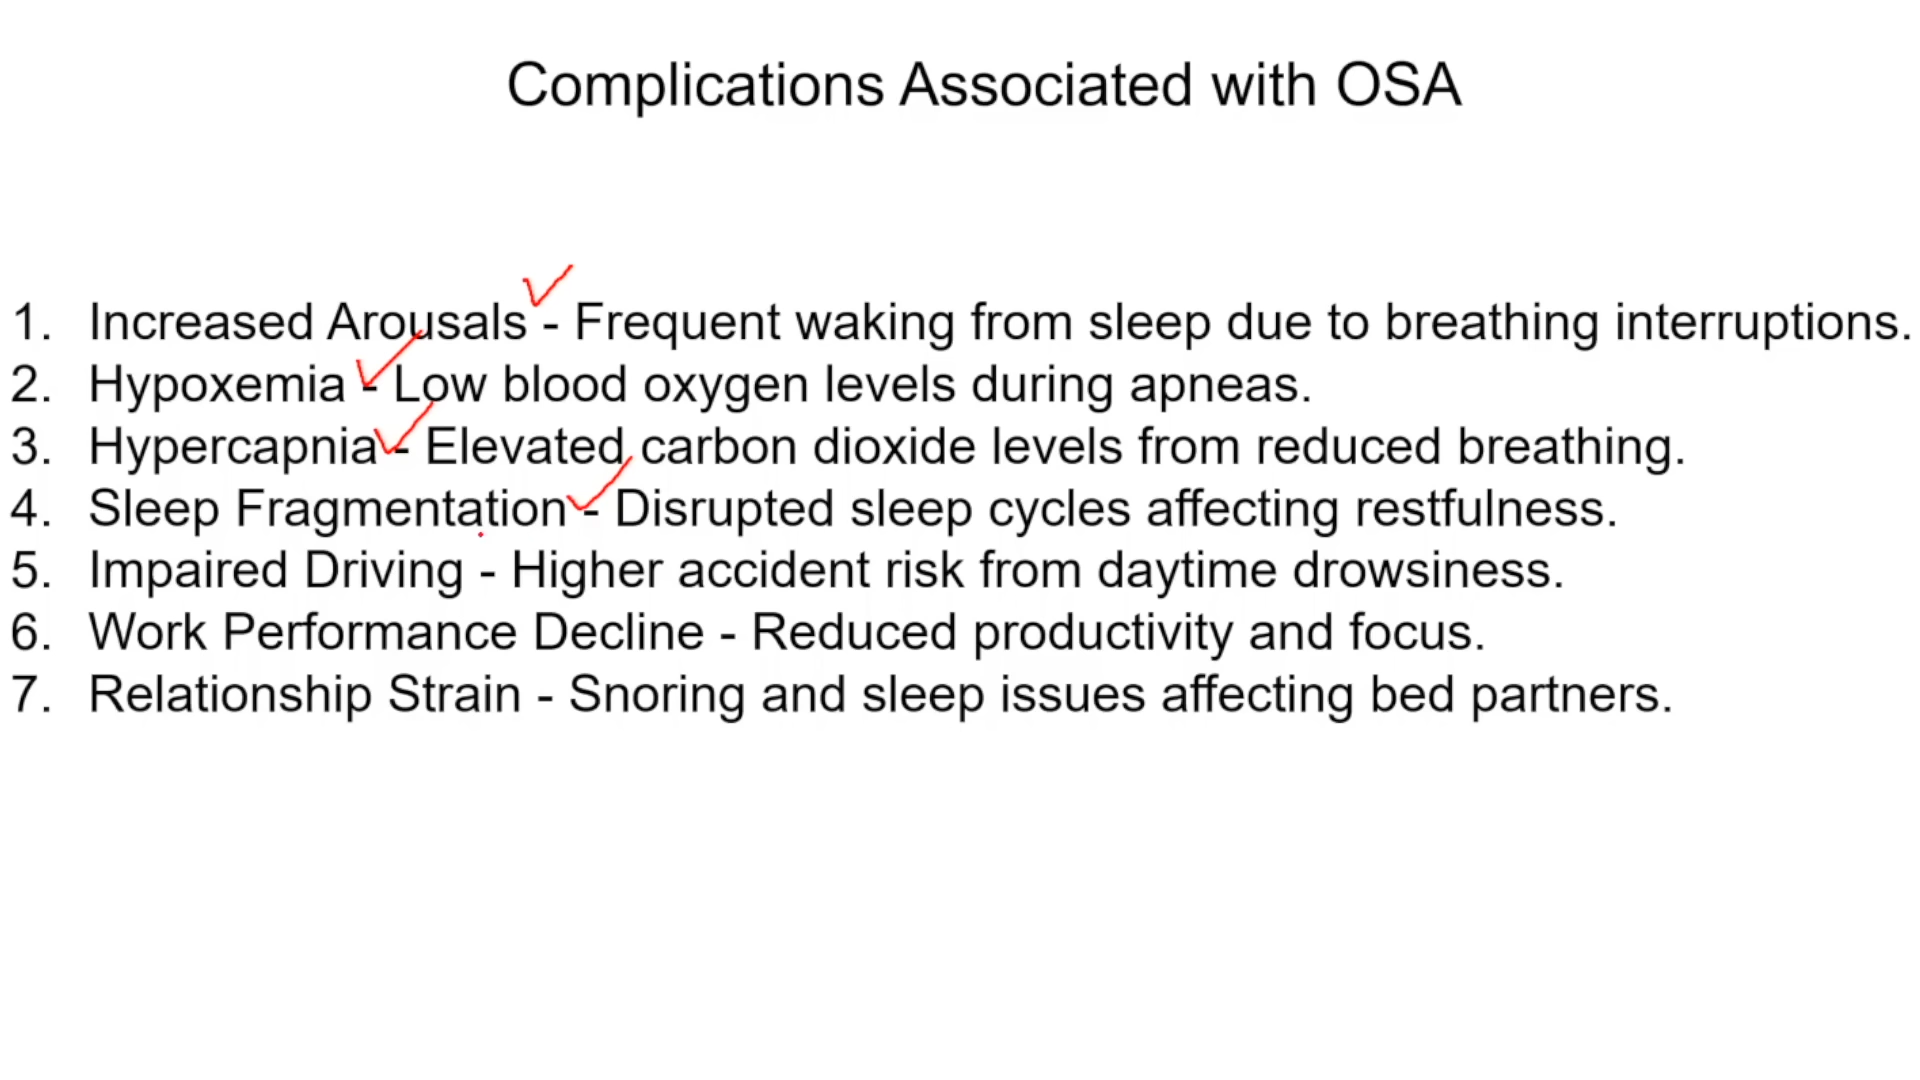 Complications Associated with OSA
1. Increased Arousals - Frequent waking from sleep due to breathing interruptions.
2. Hypoxemia - Low blood oxygen levels during apneas.
3. Hypercapnia - Elevated carbon dioxide levels from reduced breathing.
4. Sleep Fragmentation - Disrupted sleep cycles affecting restfulness.
5. Impaired Driving - Higher accident risk from daytime drowsiness.
6. Work Performance Decline - Reduced productivity and focus.
7. Relationship Strain - Snoring and sleep issues affecting bed partners.